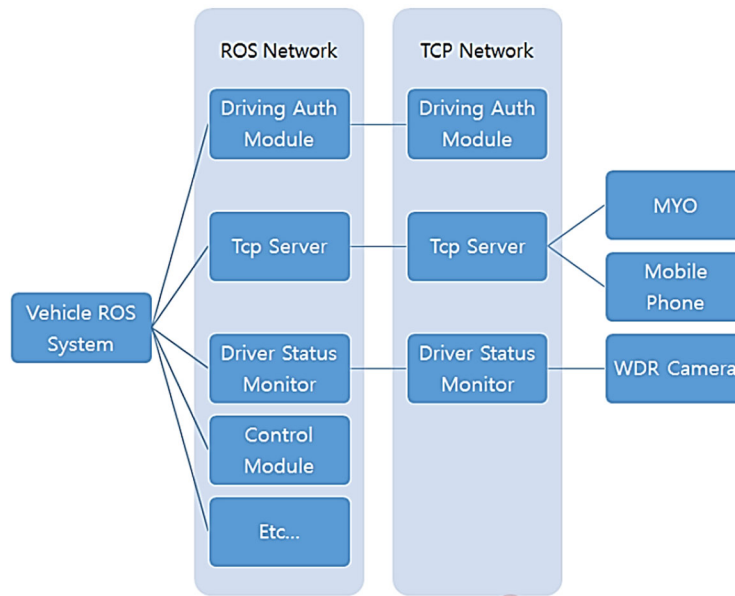 ROS Network
TCP Network
Driving Auth
Module
Driving Auth
Module
MYO
Tcp Server
Tcp Server
Mobile
Phone
Vehicle ROS
System
Driver Status
Monitor
Driver Status
Monitor
WDR Camera
Control
Module
Etc...